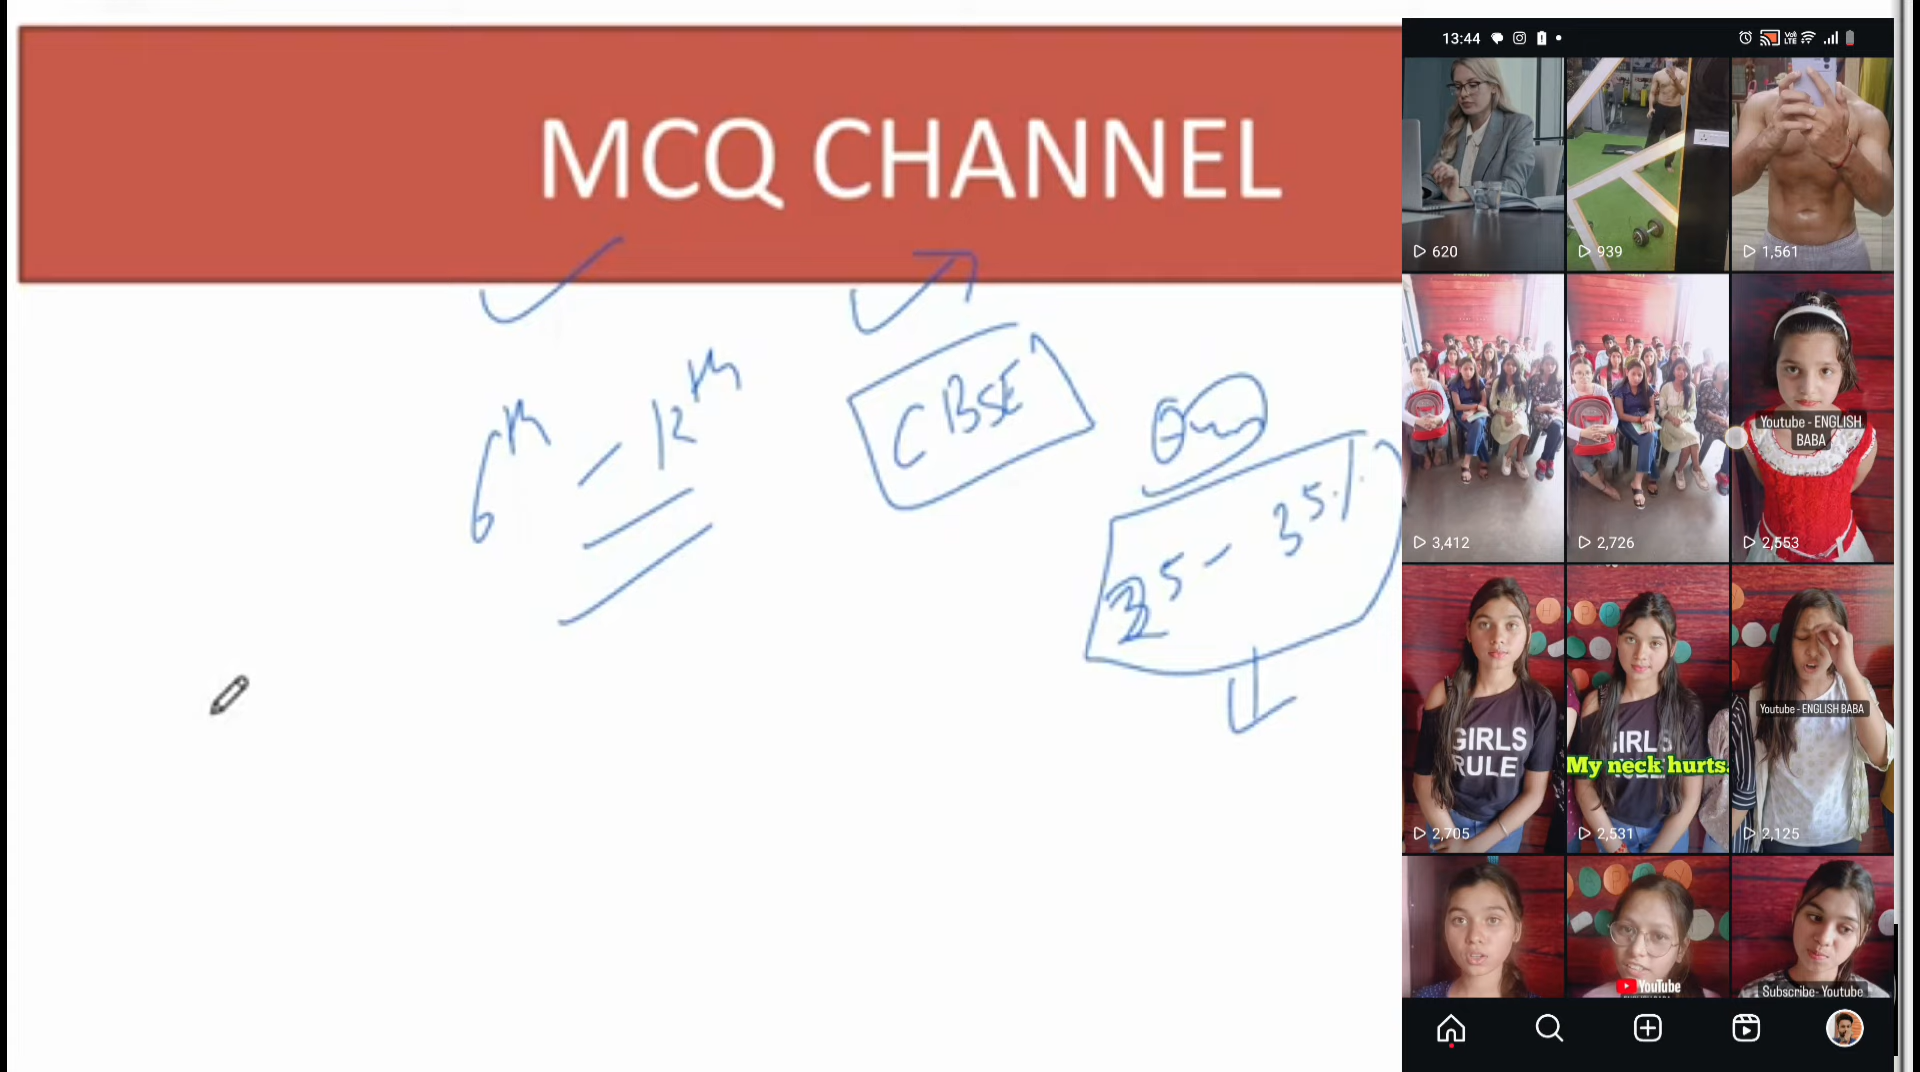 MCQ CHANNEL
6th - 12th
CBSE
35 - 35%
13:44
620
939
1,561
3,412
2,726
Youtube - ENGLISH
BABA
2,553
GIRLS
RULE
2,705
GIRLS
RULE
My neck hurts.
2,531
Youtube - ENGLISH BABA
2,125
YouTube
Subscribe- Youtube